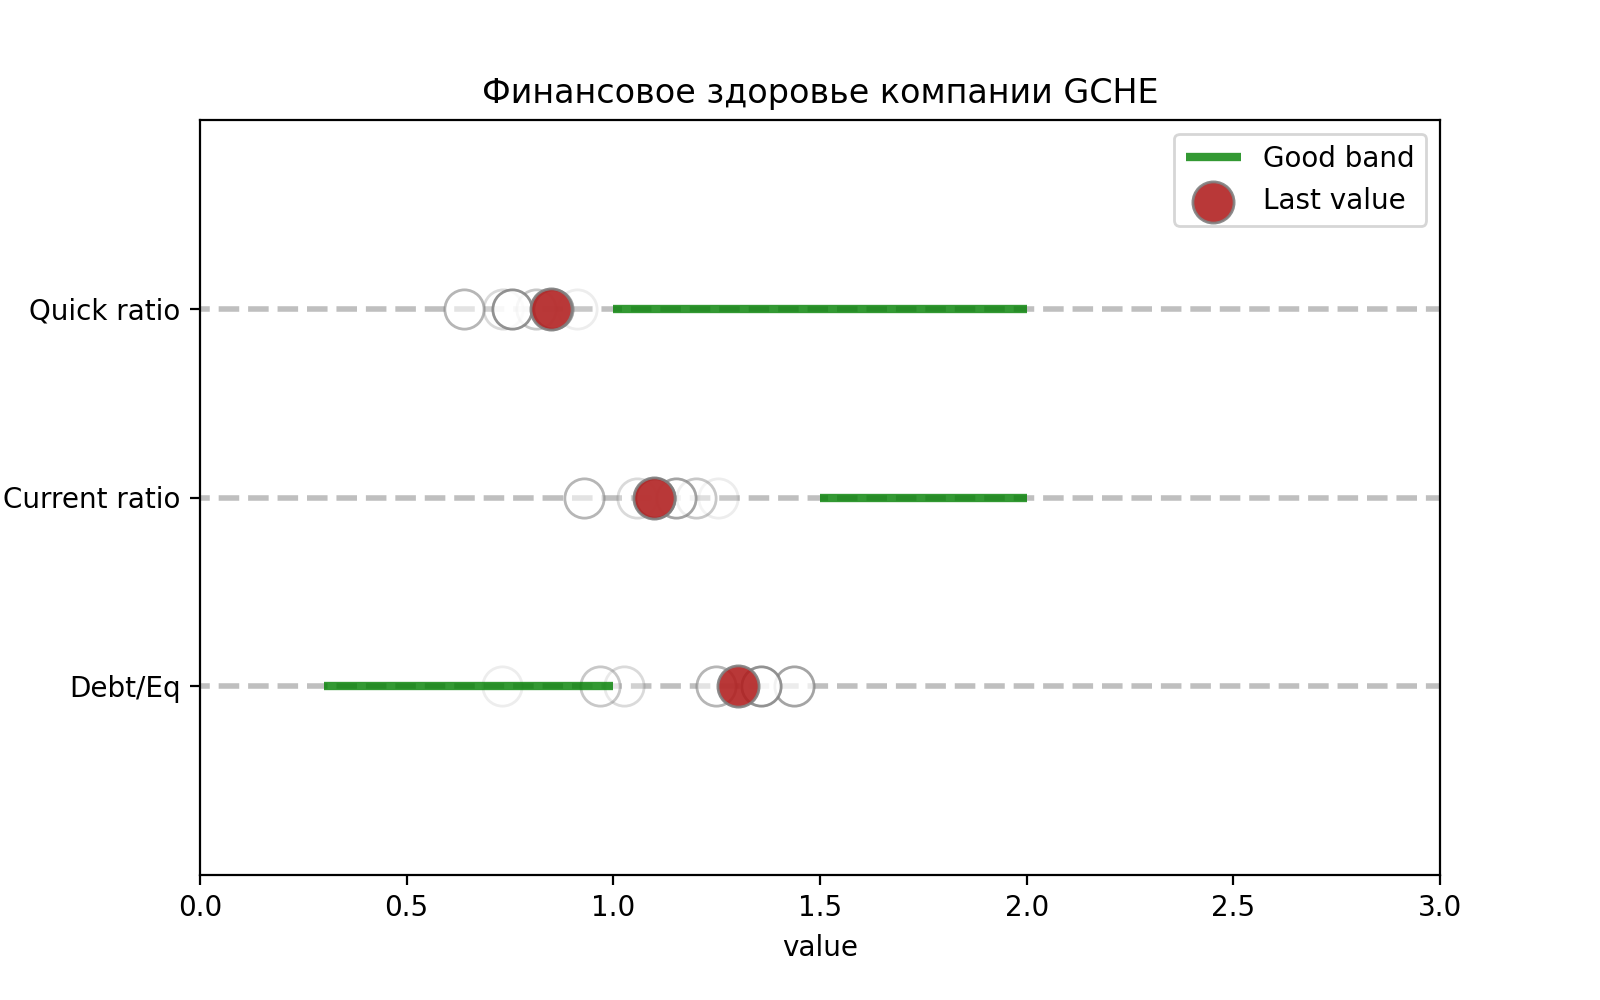 Финансовое здоровье компании GCHE
Good band
Last value
Quick ratio
Current ratio
Debt/Eq
0.0 0.5 1.0 1.5 2.0 2.5 3.0
value